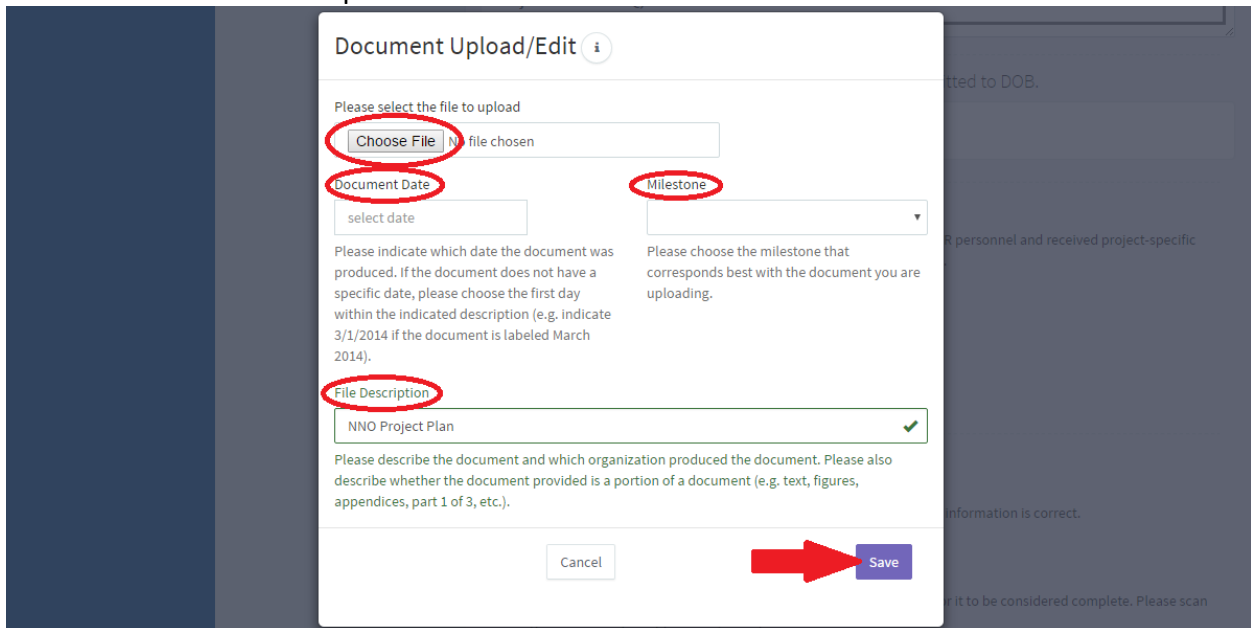 Document Upload/Edit i
tted to DOB.
Please select the file to upload
Choose File No file chosen
Document Date
Milestone
select date
Please indicate which date the document was
produced. If the document does not have a
specific date, please choose the first day
within the indicated description (e.g. indicate
3/1/2014 if the document is labeled March
2014).
Please choose the milestone that
corresponds best with the document you are
uploading.
R personnel and received project-specific
File Description
NNO Project Plan
Please describe the document and which organization produced the document. Please also
describe whether the document provided is a portion of a document (e.g. text, figures,
appendices, part 1 of 3, etc.).
information is correct.
Cancel
Save
r it to be considered complete. Please scan